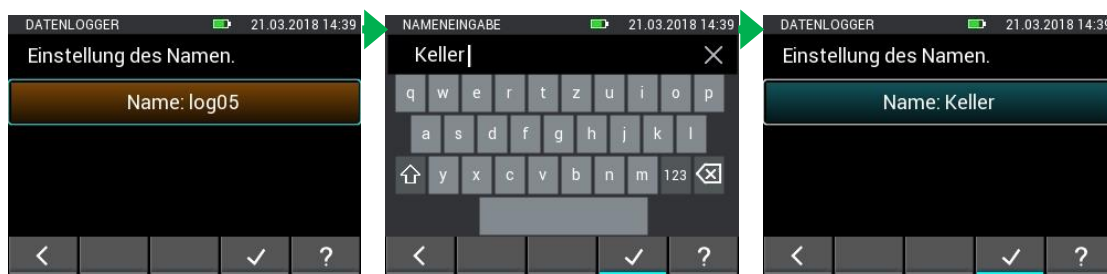 DATENLOGGER 21.03.2018 14:39
Einstellung des Namen.
Name: log05
?
NAMENEINGABE 21.03.2018 14:39
Keller
q w e r t z u i o p
a s d f g h j k l
y x c v b n m 123
?
DATENLOGGER 21.03.2018 14:39
Einstellung des Namen.
Name: Keller
?